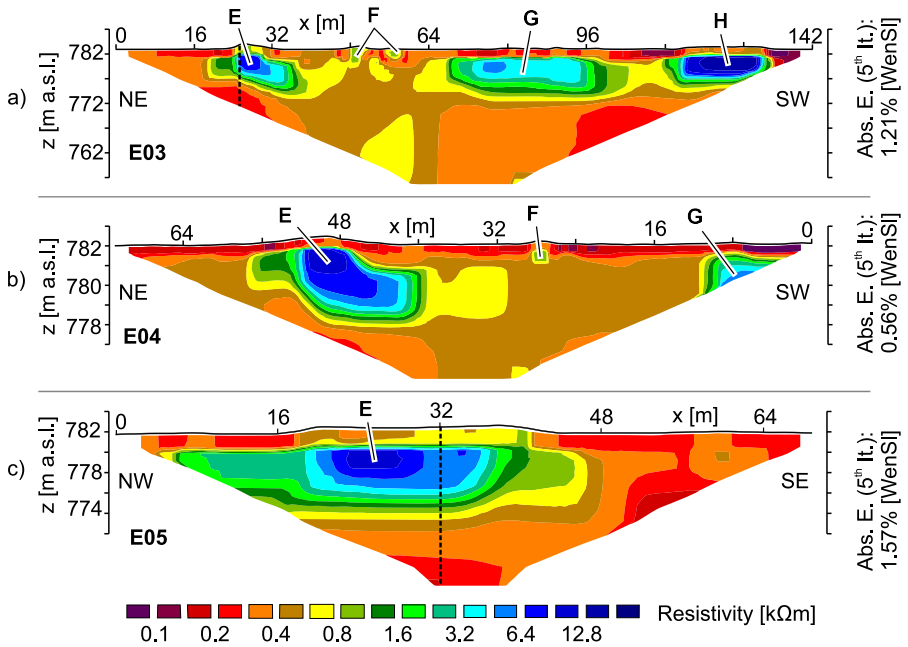 E F G H
0 16 32 x [m] 64 96 142
782
772
762
z [m a.s.l.]
a)
NE SW
E03
Abs. E. (5th It.):
1.21% [WenSl]
E F G
64 48 x [m] 32 16 0
782
780
778
z [m a.s.l.]
b)
NE SW
E04
Abs. E. (5th It.):
0.56% [WenSl]
E
0 16 32 48 x [m] 64
782
778
774
z [m a.s.l.]
c)
NW SE
E05
Abs. E. (5th It.):
1.57% [WenSl]
0.1 0.2 0.4 0.8 1.6 3.2 6.4 12.8 Resistivity [kΩm]